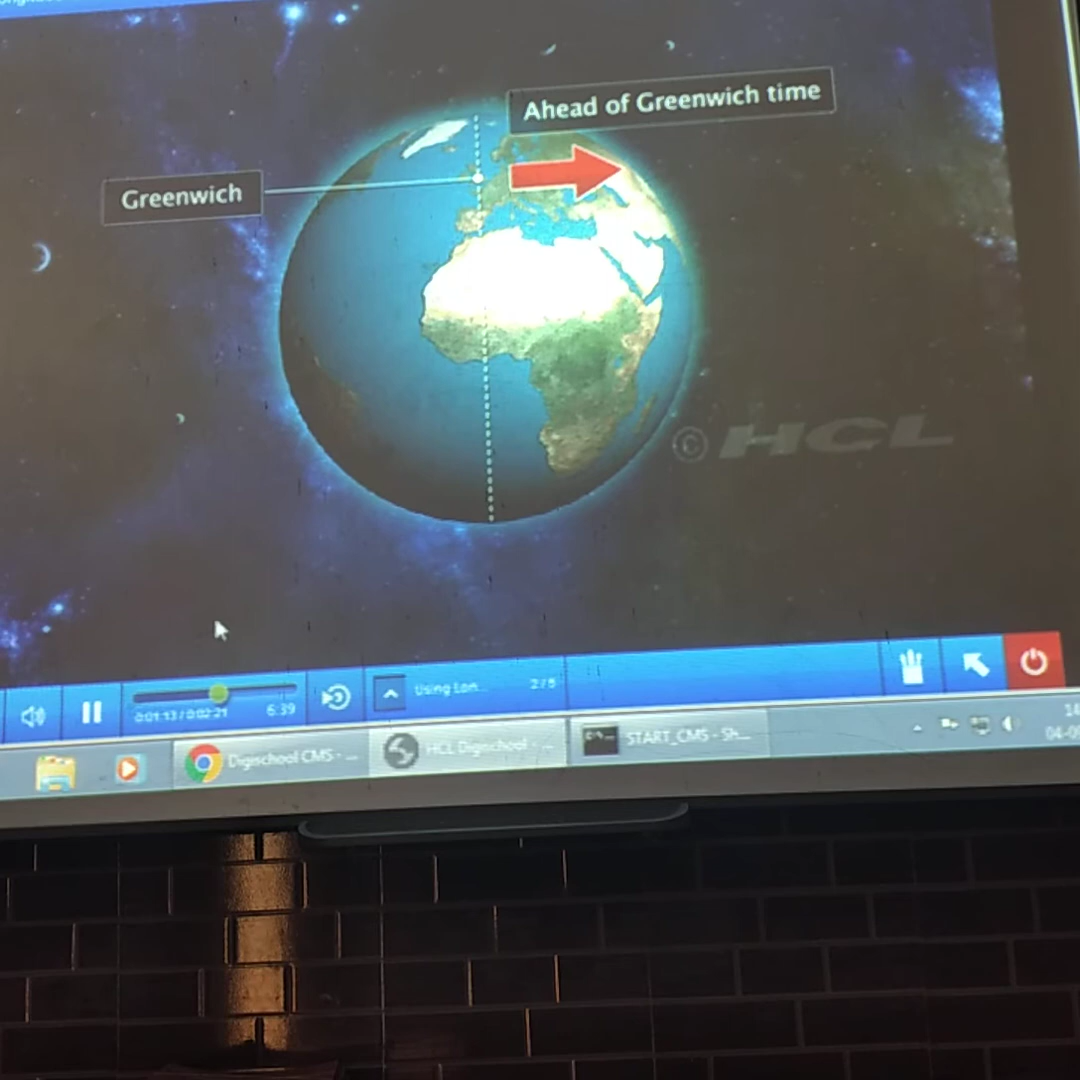 Ahead of Greenwich time
Greenwich
© HCL
0:01:13 / 0:02:21
6:39
Using Lon...
2/5
Digischool CMS - ...
HCL Digischool - ...
START_CMS - Sh...